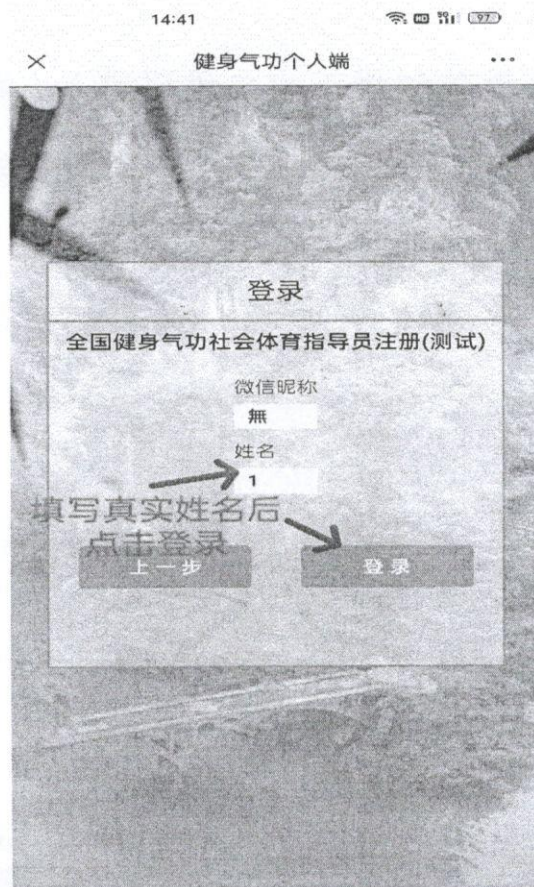 14:41
HD 5G 97
健身气功个人端
登录
全国健身气功社会体育指导员注册(测试)
微信昵称
無
姓名
1
填写真实姓名后
点击登录
上一步
登录